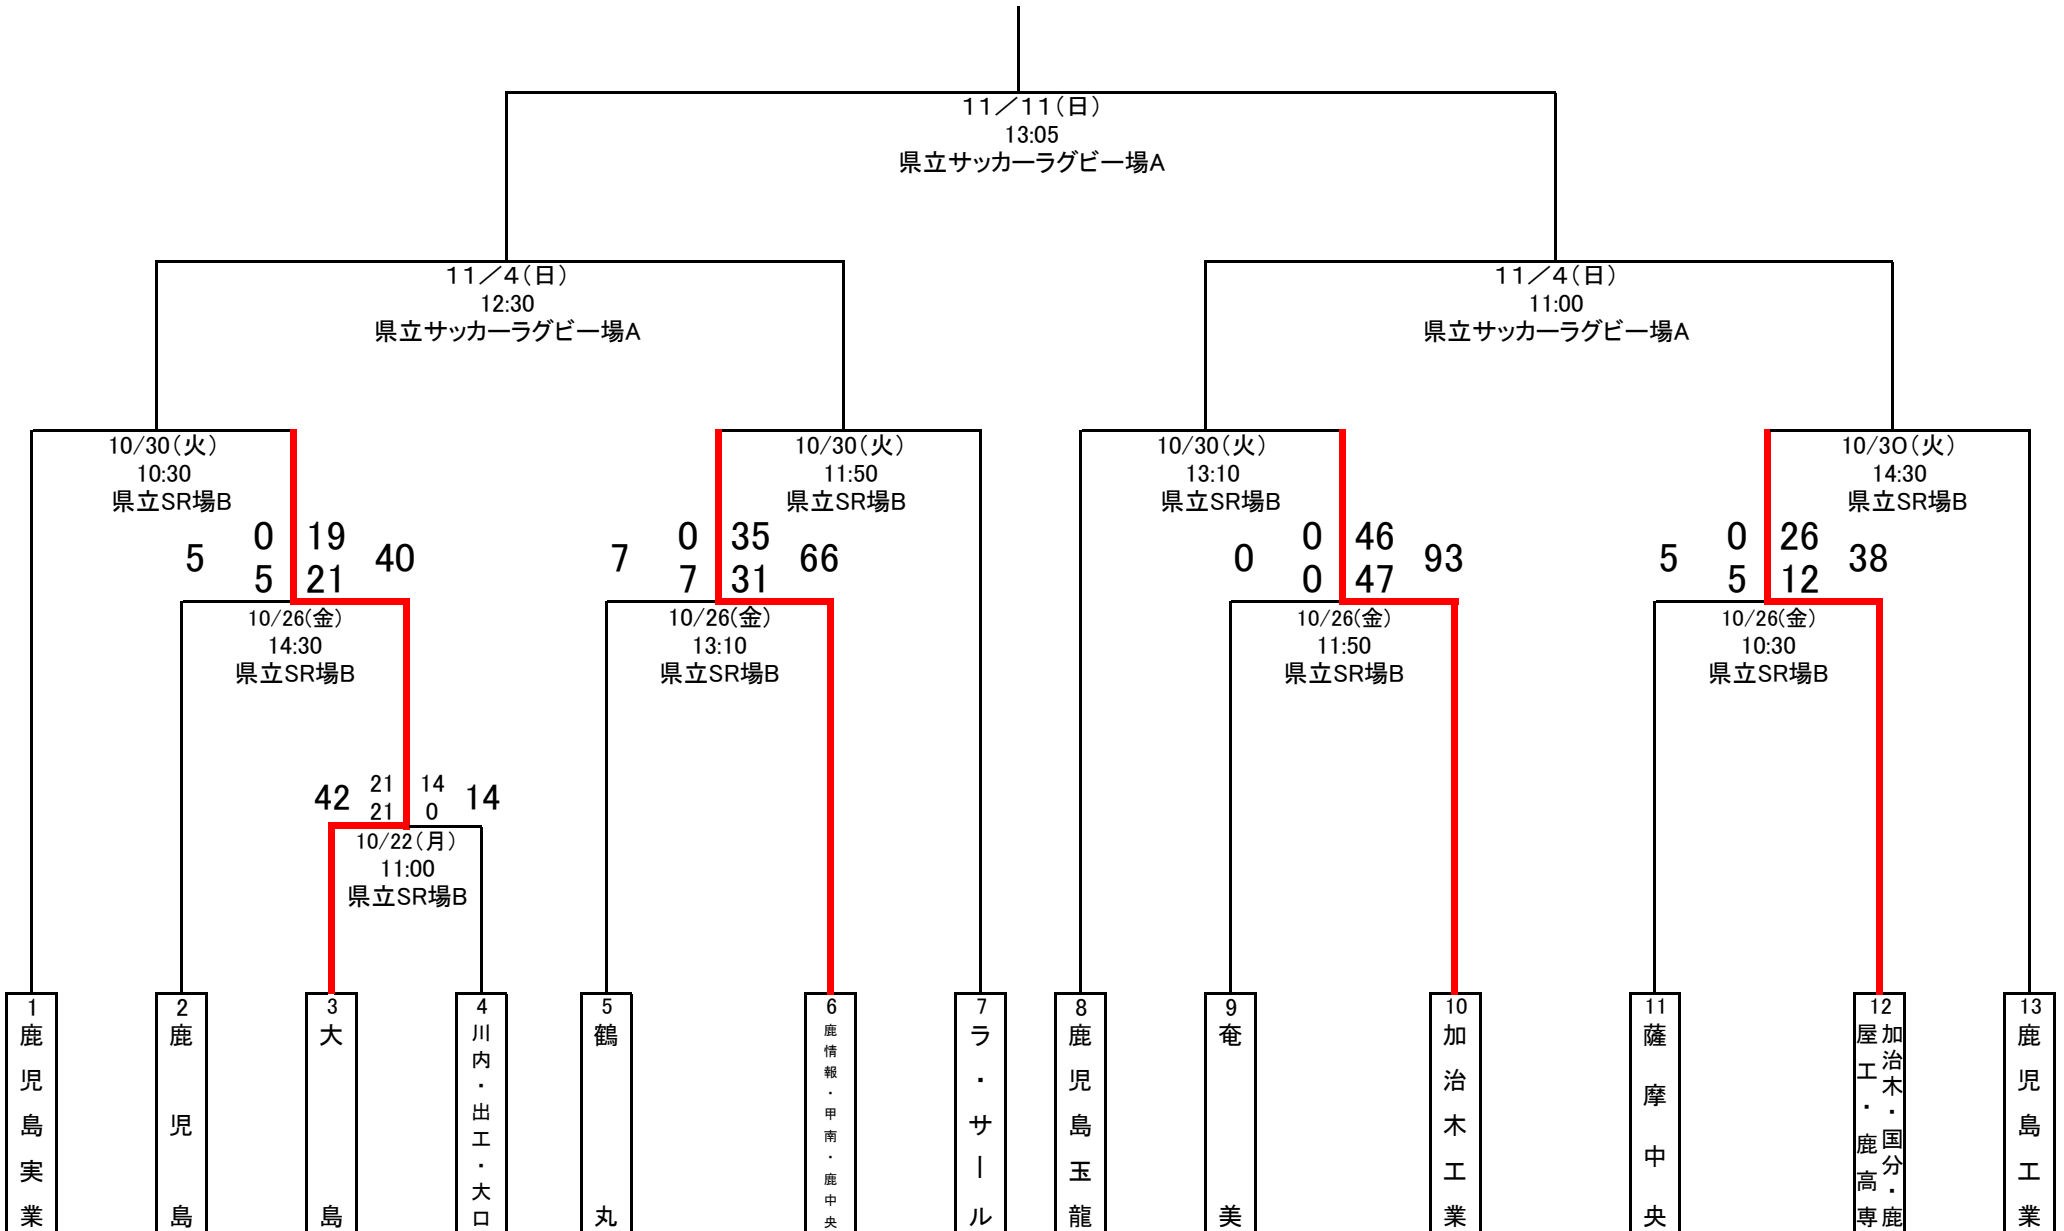 11／11（日）
13:05
県立サッカーラグビー場A
11／4（日）
12:30
県立サッカーラグビー場A
11／4（日）
11:00
県立サッカーラグビー場A
10/30（火）
10:30
県立SR場B
10/30（火）
11:50
県立SR場B
10/30（火）
13:10
県立SR場B
10/30（火）
14:30
県立SR場B
5 0 19 40
5 21
7 0 35 66
7 31
0 0 46 93
0 47
5 0 26 38
5 12
10/26(金)
14:30
県立SR場B
10/26(金)
13:10
県立SR場B
10/26(金)
11:50
県立SR場B
10/26(金)
10:30
県立SR場B
42 21 14 14
21 0
10/22（月）
11:00
県立SR場B
1
鹿児島実業
2
鹿児島
3
大島
4
川内・出工・大口
5
鶴丸
6
鹿情報・甲南・鹿中央
7
ラ・サール
8
鹿児島玉龍
9
奄美
10
加治木工業
11
薩摩中央
12
加治木・国分・鹿
屋工・鹿高専
13
鹿児島工業